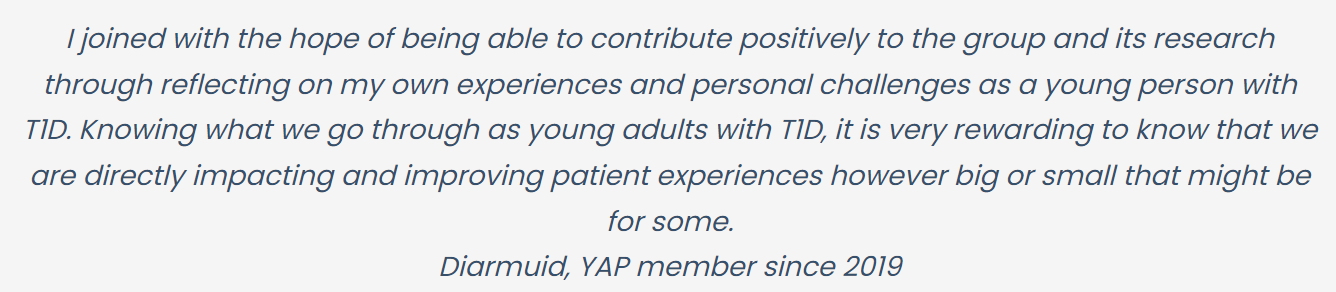 I joined with the hope of being able to contribute positively to the group and its research
through reflecting on my own experiences and personal challenges as a young person with
T1D. Knowing what we go through as young adults with T1D, it is very rewarding to know that we
are directly impacting and improving patient experiences however big or small that might be
for some.
Diarmuid, YAP member since 2019